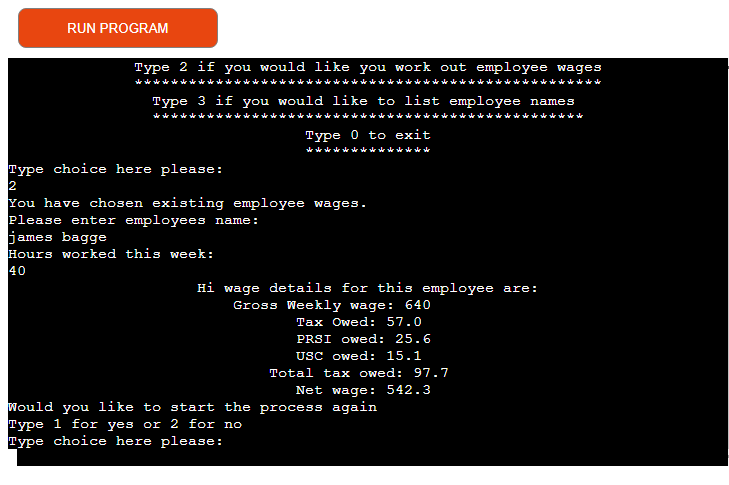 RUN PROGRAM
Type 2 if you would like you work out employee wages
****************************************************
Type 3 if you would like to list employee names
************************************************
Type 0 to exit
**************
Type choice here please:
2
You have chosen existing employee wages.
Please enter employees name:
james bagge
Hours worked this week:
40
Hi wage details for this employee are:
Gross Weekly wage: 640
Tax Owed: 57.0
PRSI owed: 25.6
USC owed: 15.1
Total tax owed: 97.7
Net wage: 542.3
Would you like to start the process again
Type 1 for yes or 2 for no
Type choice here please: